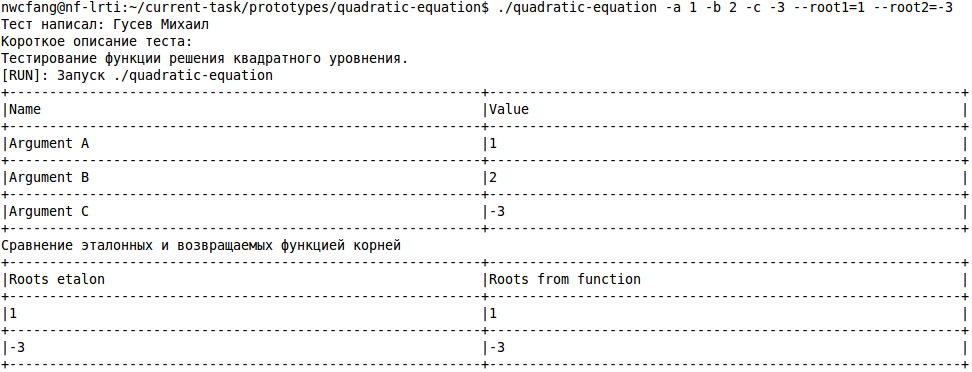 nwcfang@nf-lrti:~/current-task/prototypes/quadratic-equation$ ./quadratic-equation -a 1 -b 2 -c -3 --root1=1 --root2=-3
Тест написал: Гусев Михаил
Короткое описание теста:
Тестирование функции решения квадратного уровнения.
[RUN]: Запуск ./quadratic-equation
+-----------------------------------------------------------+-----------------------------------------------------------+
|Name |Value |
+-----------------------------------------------------------+-----------------------------------------------------------+
|Argument A |1 |
+-----------------------------------------------------------+-----------------------------------------------------------+
|Argument B |2 |
+-----------------------------------------------------------+-----------------------------------------------------------+
|Argument C |-3 |
+-----------------------------------------------------------+-----------------------------------------------------------+
Сравнение эталонных и возвращаемых функцией корней
+-----------------------------------------------------------+-----------------------------------------------------------+
|Roots etalon |Roots from function |
+-----------------------------------------------------------+-----------------------------------------------------------+
|1 |1 |
+-----------------------------------------------------------+-----------------------------------------------------------+
|-3 |-3 |
+-----------------------------------------------------------+-----------------------------------------------------------+